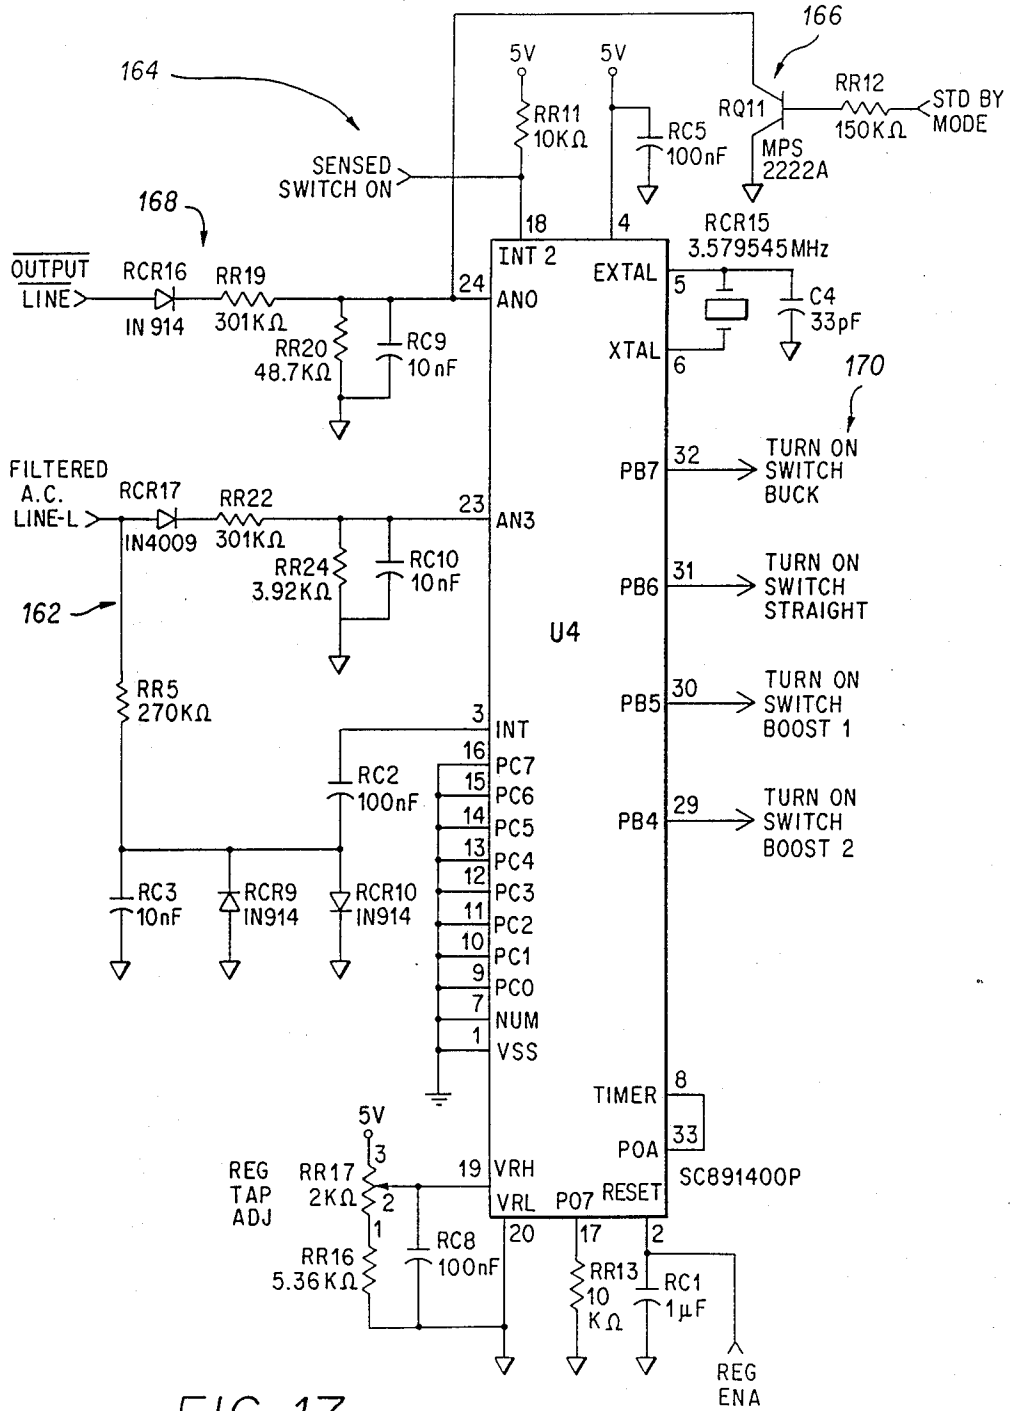 166
164
5V
5V
RR12
STD BY
MODE
150KΩ
RQ11
MPS
2222A
RR11
10KΩ
RC5
100nF
SENSED
SWITCH ON
168
18
4
RCR15
3.579545MHz
OUTPUT
LINE
RCR16
IN 914
RR19
301KΩ
24
INT 2
AN0
EXTAL
5
XTAL
6
C4
33pF
RR20
48.7KΩ
RC9
10nF
170
FILTERED
A.C.
LINE-L
RCR17
IN4009
RR22
301KΩ
23
AN3
PB7
32
TURN ON
SWITCH
BUCK
RR24
3.92KΩ
RC10
10nF
162
PB6
31
TURN ON
SWITCH
STRAIGHT
U4
RR5
270KΩ
PB5
30
TURN ON
SWITCH
BOOST 1
3
INT
16
PC7
15
PC6
14
PC5
13
PC4
12
PC3
11
PC2
10
PC1
9
PC0
7
NUM
1
VSS
RC2
100nF
PB4
29
TURN ON
SWITCH
BOOST 2
RC3
10nF
RCR9
IN914
RCR10
IN914
TIMER
8
POA
33
SC891400P
5V
REG
TAP
ADJ
RR17
2KΩ
3
2
1
19
VRH
VRL
PO7
RESET
20
17
2
RR16
5.36KΩ
RC8
100nF
RR13
10
KΩ
RC1
1µF
REG
ENA
FIG. 17